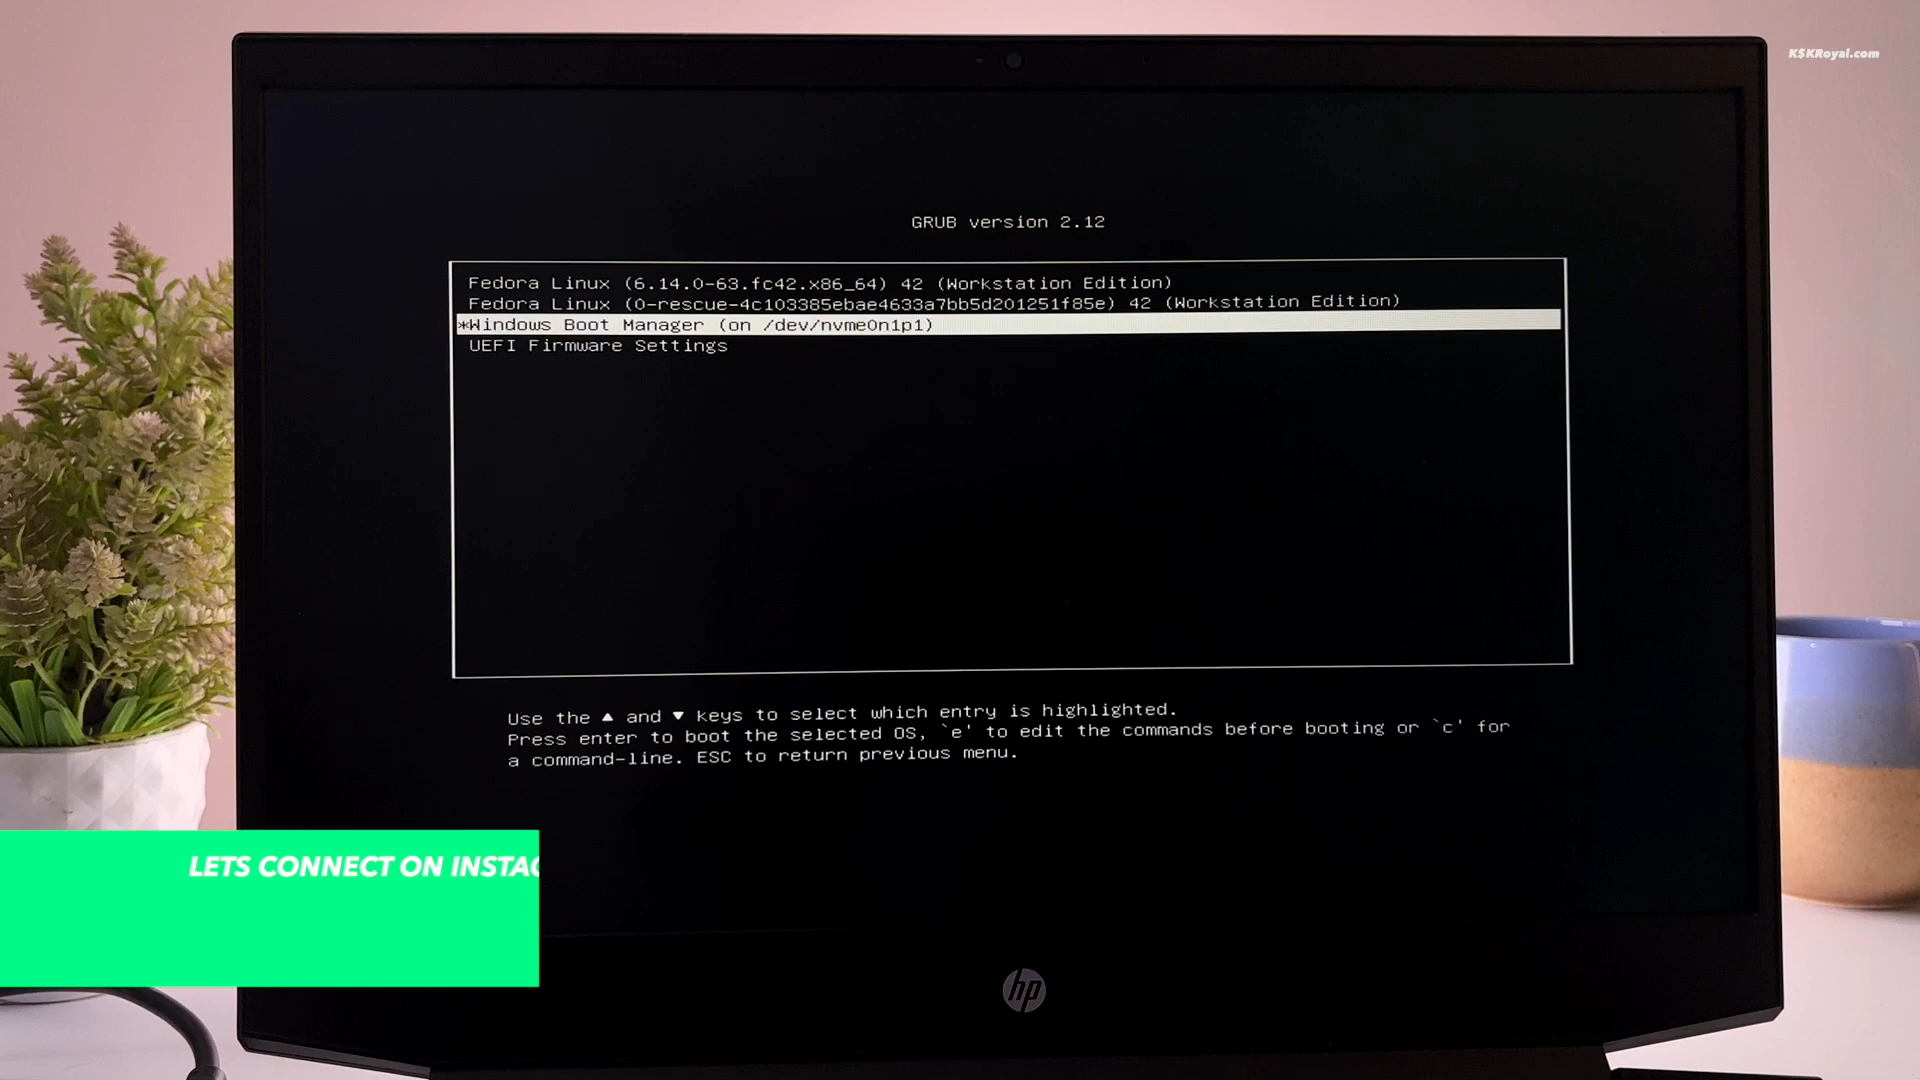 KSKRoyal.com
GRUB version 2.12
Fedora Linux (6.14.0-63.fc42.x86_64) 42 (Workstation Edition)
Fedora Linux (0-rescue-4c103385ebae4633a7bb5d201251f85e) 42 (Workstation Edition)
*Windows Boot Manager (on /dev/nvme0n1p1)
UEFI Firmware Settings
Use the ▲ and ▼ keys to select which entry is highlighted.
Press enter to boot the selected OS, `e' to edit the commands before booting or `c' for
a command-line. ESC to return previous menu.
LETS CONNECT ON INSTAG
hp